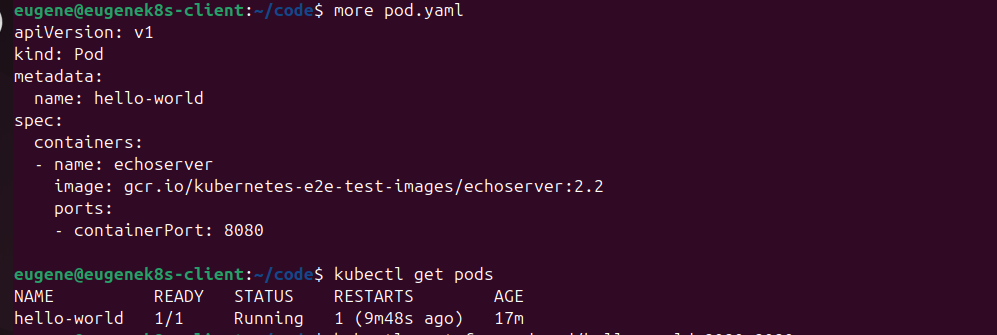 eugene@eugenek8s-client:~/code$ more pod.yaml
apiVersion: v1
kind: Pod
metadata:
  name: hello-world
spec:
  containers:
  - name: echoserver
    image: gcr.io/kubernetes-e2e-test-images/echoserver:2.2
    ports:
    - containerPort: 8080
eugene@eugenek8s-client:~/code$ kubectl get pods
NAME          READY   STATUS    RESTARTS        AGE
hello-world   1/1     Running   1 (9m48s ago)   17m